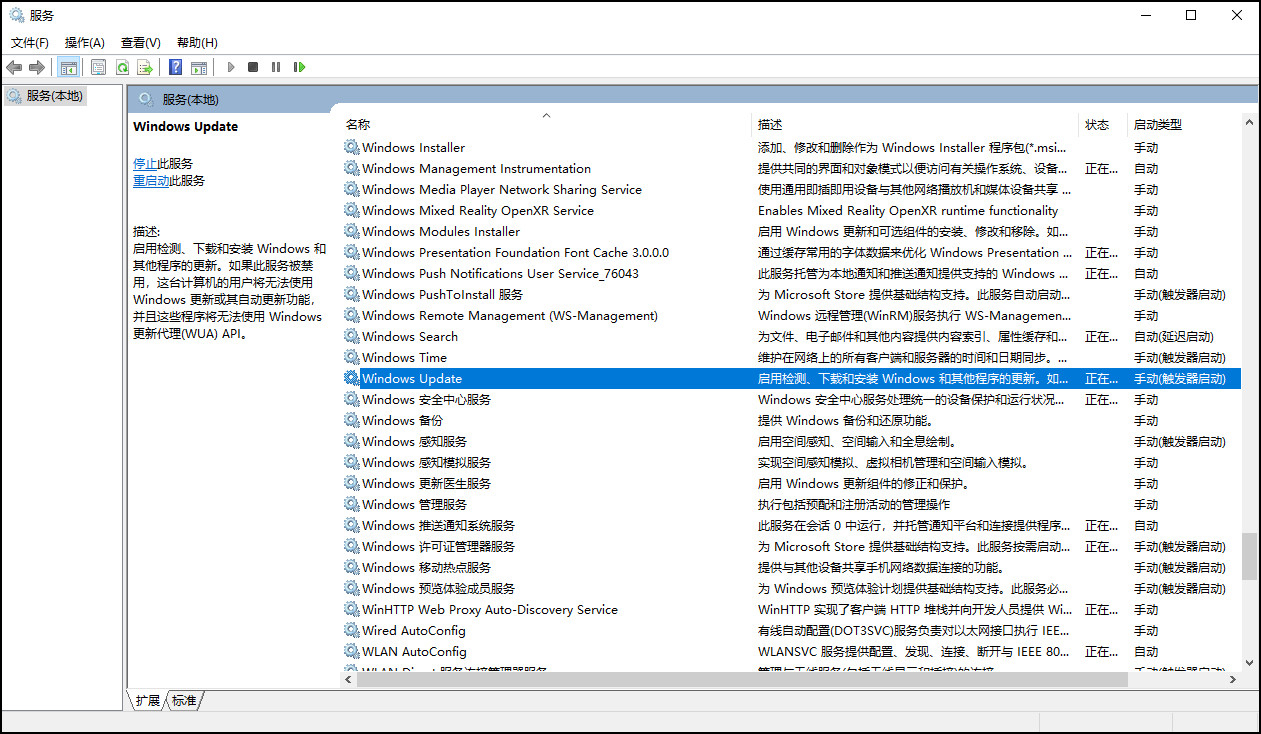 服务
文件(F) 操作(A) 查看(V) 帮助(H)
服务(本地)
服务(本地)
Windows Update
停止此服务
重启动此服务
描述:
启用检测、下载和安装 Windows 和
其他程序的更新。如果此服务被禁
用，这台计算机的用户将无法使用
Windows 更新或其自动更新功能，
并且这些程序将无法使用 Windows
更新代理(WUA) API。
名称 描述 状态 启动类型
Windows Installer 添加、修改和删除作为 Windows Installer 程序包(*.msi... 手动
Windows Management Instrumentation 提供共同的界面和对象模式以便访问有关操作系统、设备... 正在... 自动
Windows Media Player Network Sharing Service 使用通用即插即用设备与其他网络播放机和媒体设备共享 ... 手动
Windows Mixed Reality OpenXR Service Enables Mixed Reality OpenXR runtime functionality 手动
Windows Modules Installer 启用 Windows 更新和可选组件的安装、修改和移除。如... 手动
Windows Presentation Foundation Font Cache 3.0.0.0 通过缓存常用的字体数据来优化 Windows Presentation ... 正在... 手动
Windows Push Notifications User Service_76043 此服务托管为本地通知和推送通知提供支持的 Windows ... 正在... 自动
Windows PushToInstall 服务 为 Microsoft Store 提供基础结构支持。此服务自动启动... 手动(触发器启动)
Windows Remote Management (WS-Management) Windows 远程管理(WinRM)服务执行 WS-Managemen... 手动
Windows Search 为文件、电子邮件和其他内容提供内容索引、属性缓存和... 正在... 自动(延迟启动)
Windows Time 维护在网络上的所有客户端和服务器的时间和日期同步。... 手动(触发器启动)
Windows Update 启用检测、下载和安装 Windows 和其他程序的更新。如... 正在... 手动(触发器启动)
Windows 安全中心服务 Windows 安全中心服务处理统一的设备保护和运行状况... 正在... 手动
Windows 备份 提供 Windows 备份和还原功能。 手动
Windows 感知服务 启用空间感知、空间输入和全息绘制。 手动(触发器启动)
Windows 感知模拟服务 实现空间感知模拟、虚拟相机管理和空间输入模拟。 手动
Windows 更新医生服务 启用 Windows 更新组件的修正和保护。 手动
Windows 管理服务 执行包括预配和注册活动的管理操作 手动
Windows 推送通知系统服务 此服务在会话 0 中运行，并托管通知平台和连接提供程序... 正在... 自动
Windows 许可证管理器服务 为 Microsoft Store 提供基础结构支持。此服务按需启动... 正在... 手动(触发器启动)
Windows 移动热点服务 提供与其他设备共享手机网络数据连接的功能。 手动(触发器启动)
Windows 预览体验成员服务 为 Windows 预览体验计划提供基础结构支持。此服务必... 手动(触发器启动)
WinHTTP Web Proxy Auto-Discovery Service WinHTTP 实现了客户端 HTTP 堆栈并向开发人员提供 Wi... 正在... 手动
Wired AutoConfig 有线自动配置(DOT3SVC)服务负责对以太网接口执行 IEE... 手动
WLAN AutoConfig WLANSVC 服务提供配置、发现、连接、断开与 IEEE 80... 正在... 自动
WLAN Direct 服务连接管理器服务 管理与无线服务(包括无线显示和插接)的连接。 手动(触发器启动)
扩展 标准